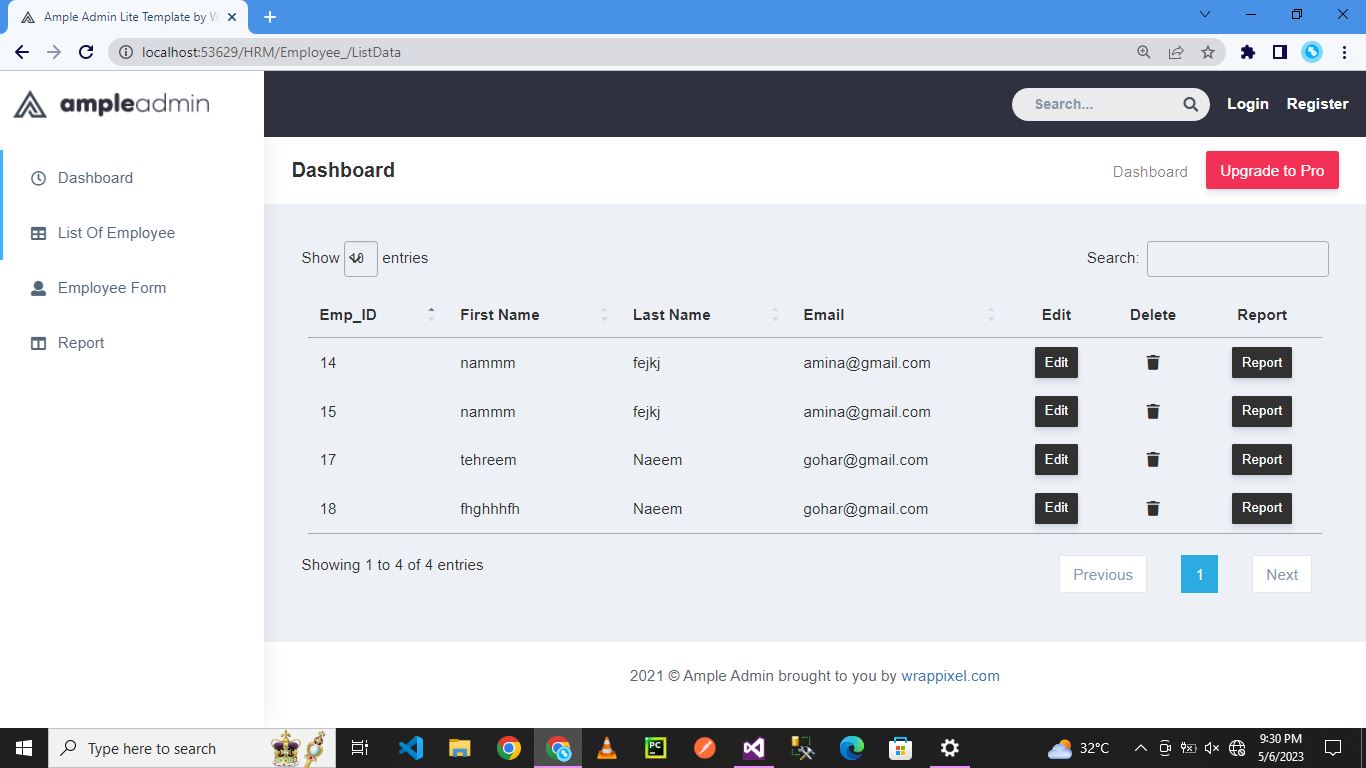 Ample Admin Lite Template by W
localhost:53629/HRM/Employee_/ListData
ampleadmin
Search...
Login
Register
Dashboard
List Of Employee
Employee Form
Report
Dashboard
Dashboard
Upgrade to Pro
Show 10 entries
Search:
Emp_ID First Name Last Name Email Edit Delete Report
14 nammm fejkj amina@gmail.com Edit Report
15 nammm fejkj amina@gmail.com Edit Report
17 tehreem Naeem gohar@gmail.com Edit Report
18 fhghhhfh Naeem gohar@gmail.com Edit Report
Showing 1 to 4 of 4 entries
Previous 1 Next
2021 © Ample Admin brought to you by wrappixel.com
Type here to search
PC
32°C
9:30 PM
5/6/2023